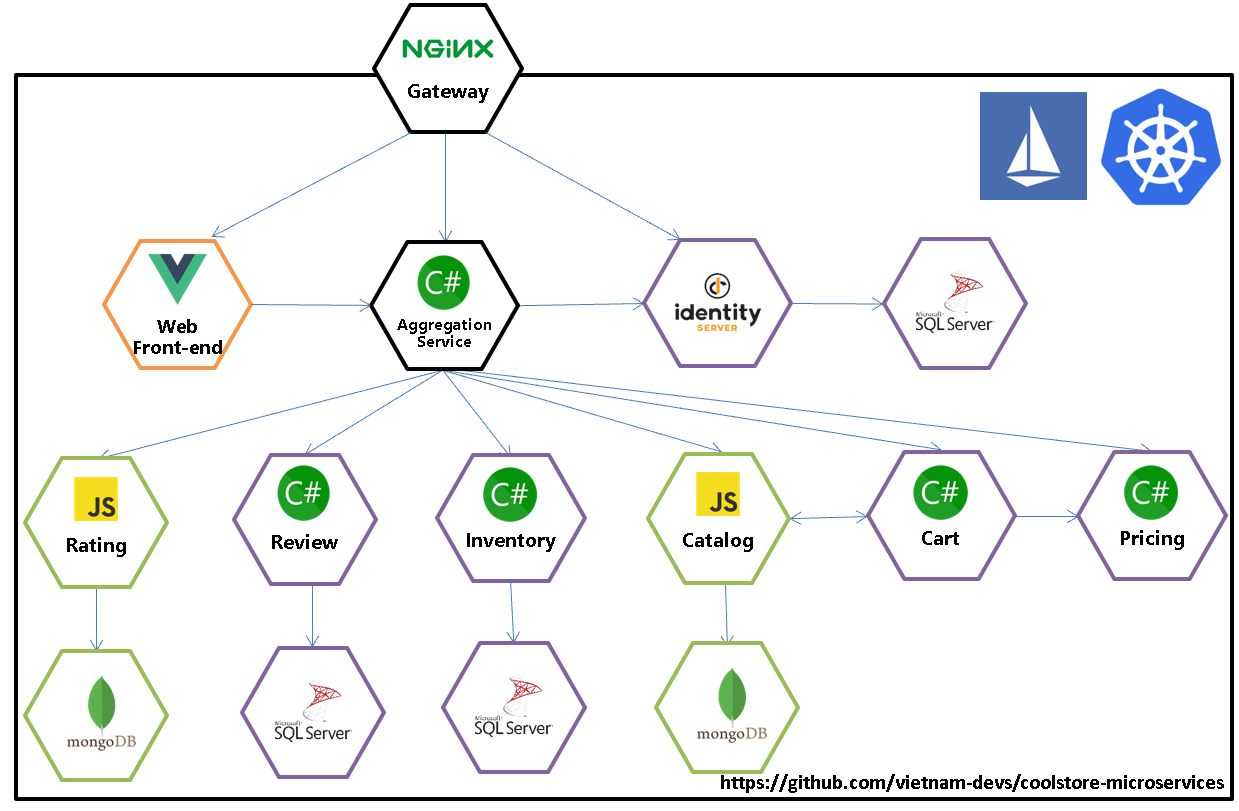 NGINX
Gateway
C#
Web
Front-end
Aggregation
Service
identity
SERVER
Microsoft
SQL Server
JS
Rating
C#
Review
C#
Inventory
JS
Catalog
C#
Cart
C#
Pricing
mongoDB
Microsoft
SQL Server
Microsoft
SQL Server
mongoDB
https://github.com/vietnam-devs/coolstore-microservices